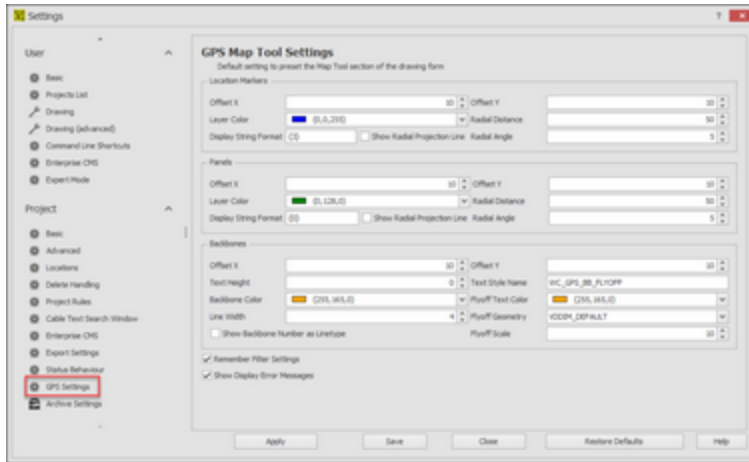 Settings
User
Basic
Projects List
Drawing
Drawing (advanced)
Command Line Shortcuts
Enterprise CMS
Expert Mode
Project
Basic
Advanced
Locations
Delete Handling
Project Rules
Cable Text Search Window
Enterprise CMS
Export Settings
Status Behaviour
GPS Settings
Archive Settings
GPS Map Tool Settings
Default setting to preset the Map Tool section of the drawing form
Location Markers
Offset X 10 Offset Y 10
Layer Color (0,0,255) Radial Distance 50
Display String Format Show Radial Projection Line Radial Angle 5
Panels
Offset X 10 Offset Y 10
Layer Color (0,128,0) Radial Distance 50
Display String Format Show Radial Projection Line Radial Angle 5
Backbones
Offset X 10 Offset Y 10
Text Height 0 Text Style Name WC_GPS_BB_FLYOFF
Backbone Color (255,165,0) Flyoff Text Color (255,165,0)
Line Width 4 Flyoff Geometry VDDIM_DEFAULT
Show Backbone Number as Linetype Flyoff Scale 10
Remember Filter Settings
Show Display Error Messages
Apply Save Close Restore Defaults Help